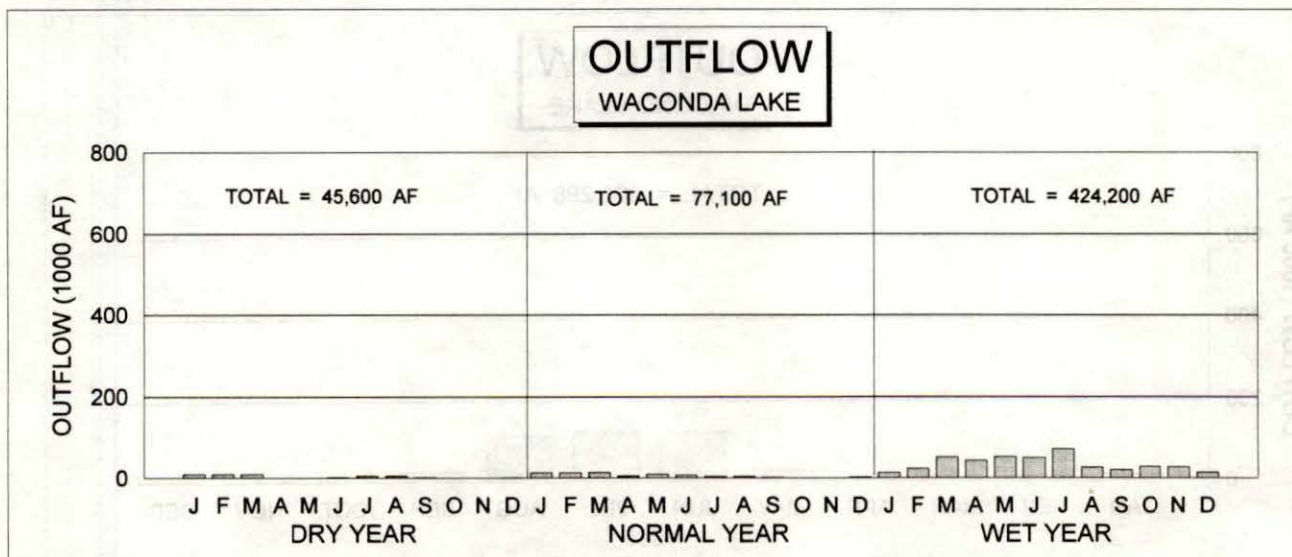 OUTFLOW
WACONDA LAKE
800
600
400
200
0
OUTFLOW (1000 AF)
TOTAL = 45,600 AF
TOTAL = 77,100 AF
TOTAL = 424,200 AF
J F M A M J J A S O N D
J F M A M J J A S O N D
J F M A M J J A S O N D
DRY YEAR
NORMAL YEAR
WET YEAR